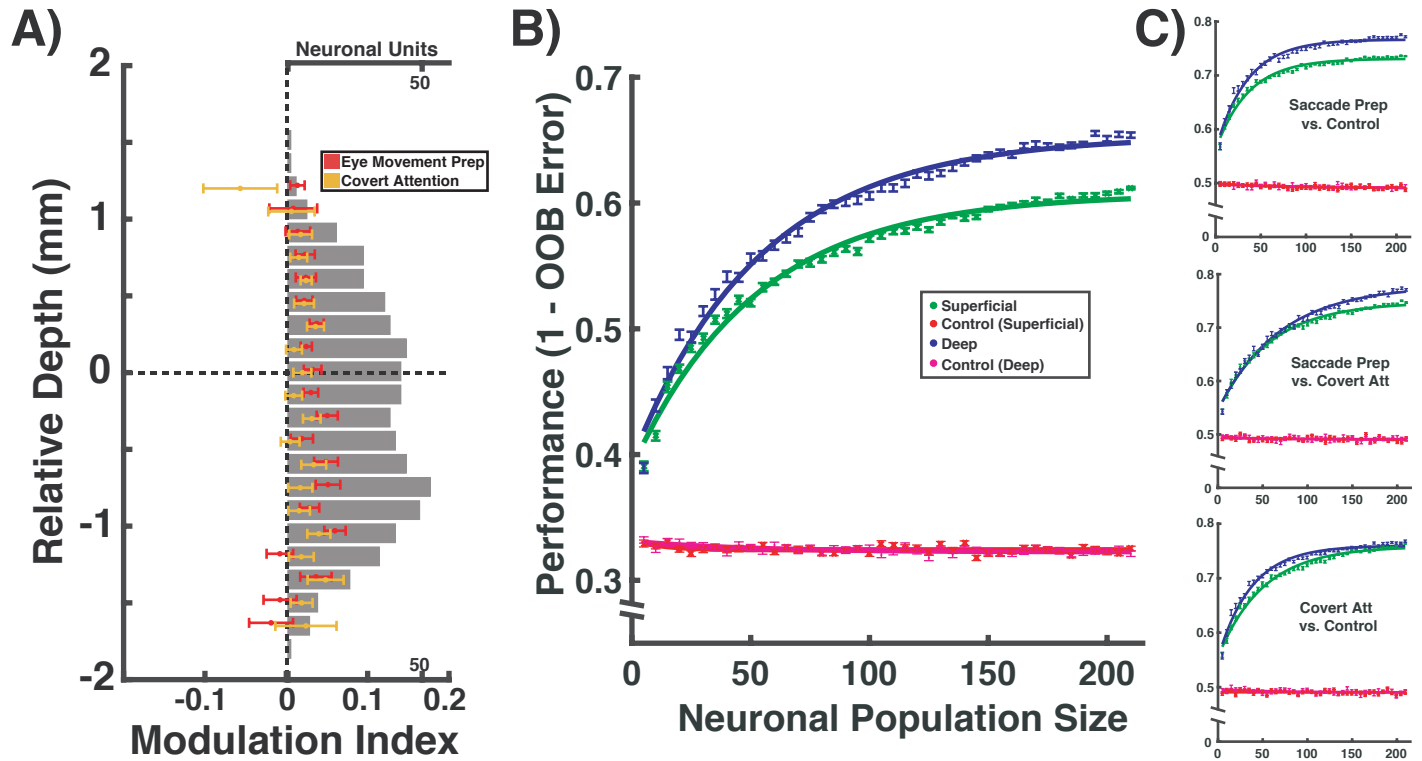 A)
Neuronal Units
50
2
1
0
-1
-2
Relative Depth (mm)
Eye Movement Prep
Covert Attention
50
-0.1
0
0.1
0.2
Modulation Index
B)
0.7
0.6
0.5
0.4
0.3
Performance (1 - OOB Error)
Superficial
Control (Superficial)
Deep
Control (Deep)
0
50
100
150
200
Neuronal Population Size
C)
0.8
0.7
0.6
0.5
0
Saccade Prep
vs. Control
0
50
100
150
200
0.8
0.7
0.6
0.5
0
Saccade Prep
vs. Covert Att
0
50
100
150
200
0.8
0.7
0.6
0.5
0
Covert Att
vs. Control
0
50
100
150
200